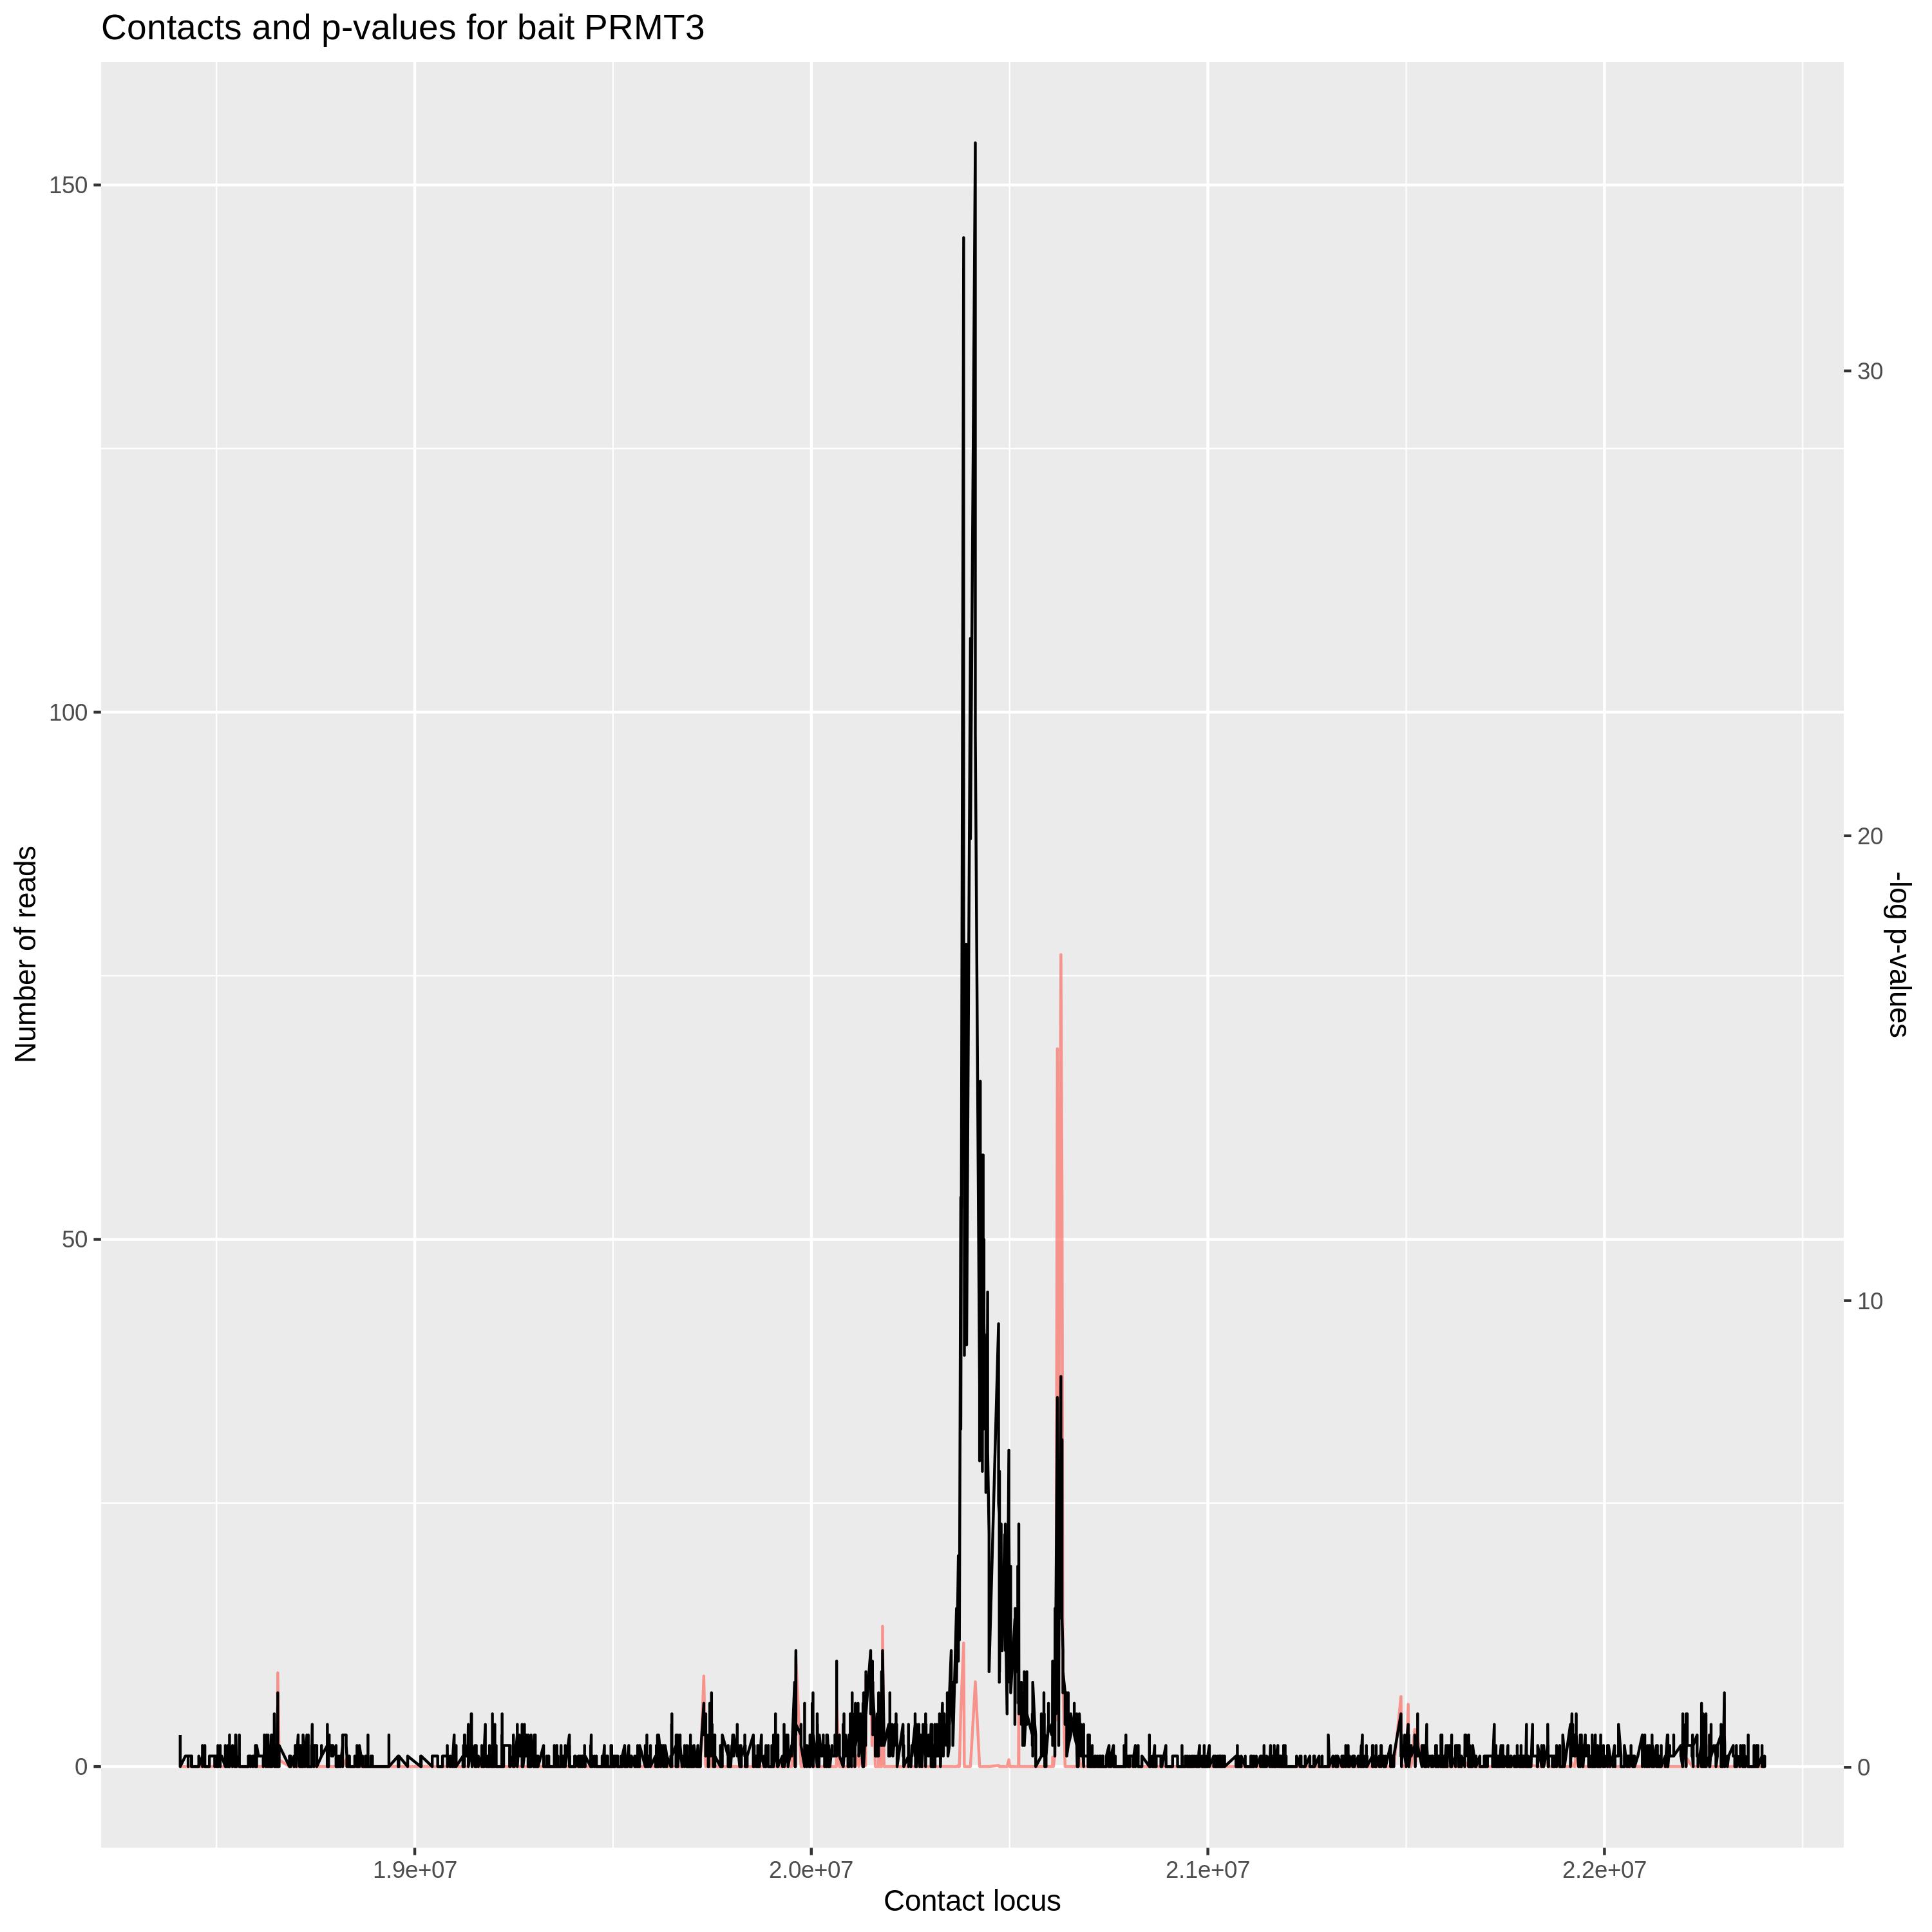 Contacts and p-values for bait PRMT3
150
100
50
0
Number of reads
30
20
10
0
-log p-values
1.9e+07 2.0e+07 2.1e+07 2.2e+07
Contact locus